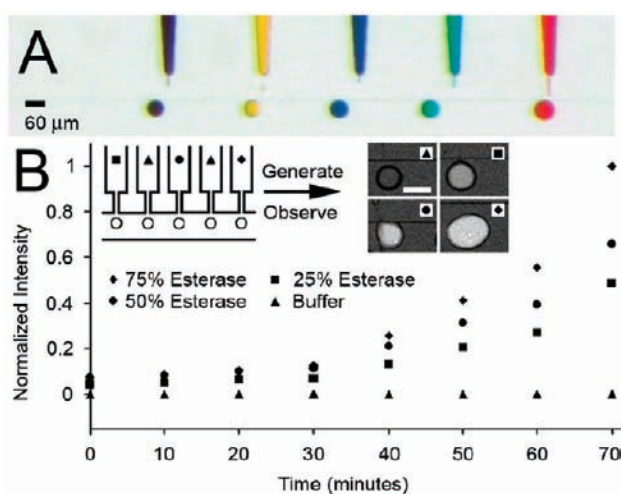 A
60 µm
B
Generate
Observe
1
0.8
0.6
0.4
0.2
0
Normalized Intensity
75% Esterase
25% Esterase
50% Esterase
Buffer
0 10 20 30 40 50 60 70
Time (minutes)